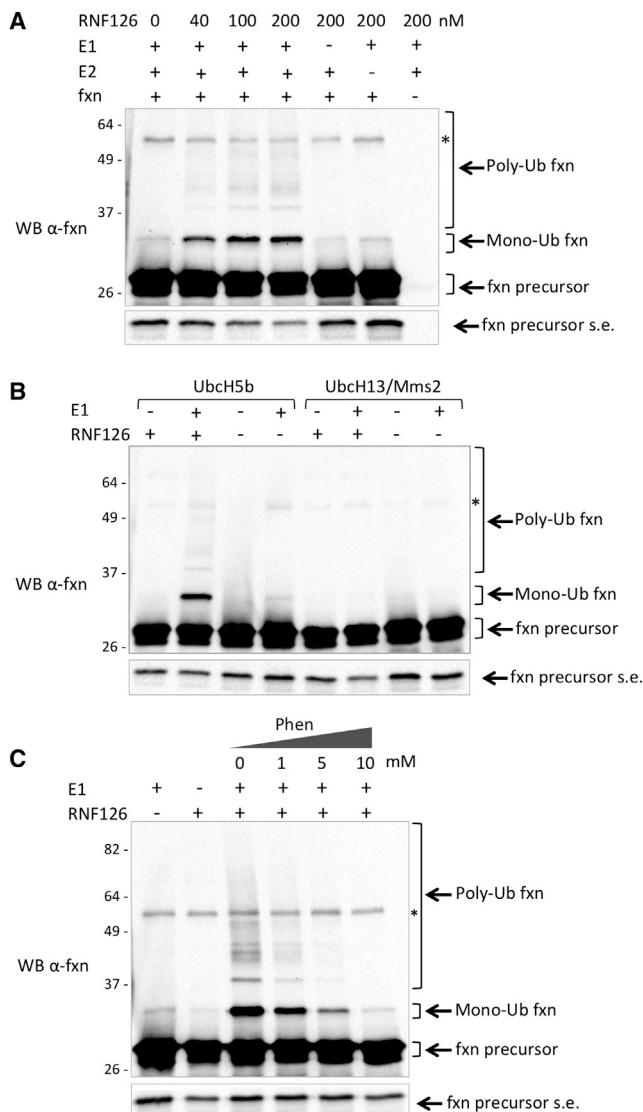 A
RNF126 0 40 100 200 200 200 200 nM
E1 + + + + - + +
E2 + + + + + - +
fxn + + + + + + -
64 -
*
Poly-Ub fxn
49 -
37 -
WB α-fxn
Mono-Ub fxn
26 -
fxn precursor
fxn precursor s.e.
B
UbcH5b UbcH13/Mms2
E1 - + - + - + - +
RNF126 + + - - + + - -
64 -
*
49 -
Poly-Ub fxn
37 -
WB α-fxn
Mono-Ub fxn
fxn precursor
26 -
fxn precursor s.e.
Phen
C
0 1 5 10 mM
E1 + - + + + +
RNF126 - + + + + +
82 -
64 -
Poly-Ub fxn
*
49 -
WB α-fxn
37 -
Mono-Ub fxn
fxn precursor
26 -
fxn precursor s.e.